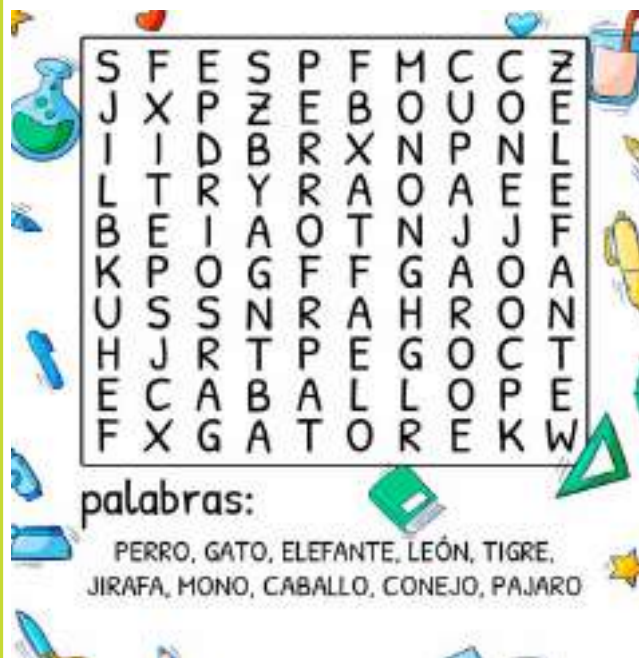 S F E S P F M C C Z
J X P Z E B O U O E
I I D B R X N P N L
L T R Y R A O A E E
B E I A O T N J J F
K P O G F F G A O A
U S S N R A H R O N
H J R T P E G O C T
E C A B A L L O P E
F X G A T O R E K W
palabras:
PERRO, GATO, ELEFANTE, LEÓN, TIGRE,
JIRAFA, MONO, CABALLO, CONEJO, PAJARO